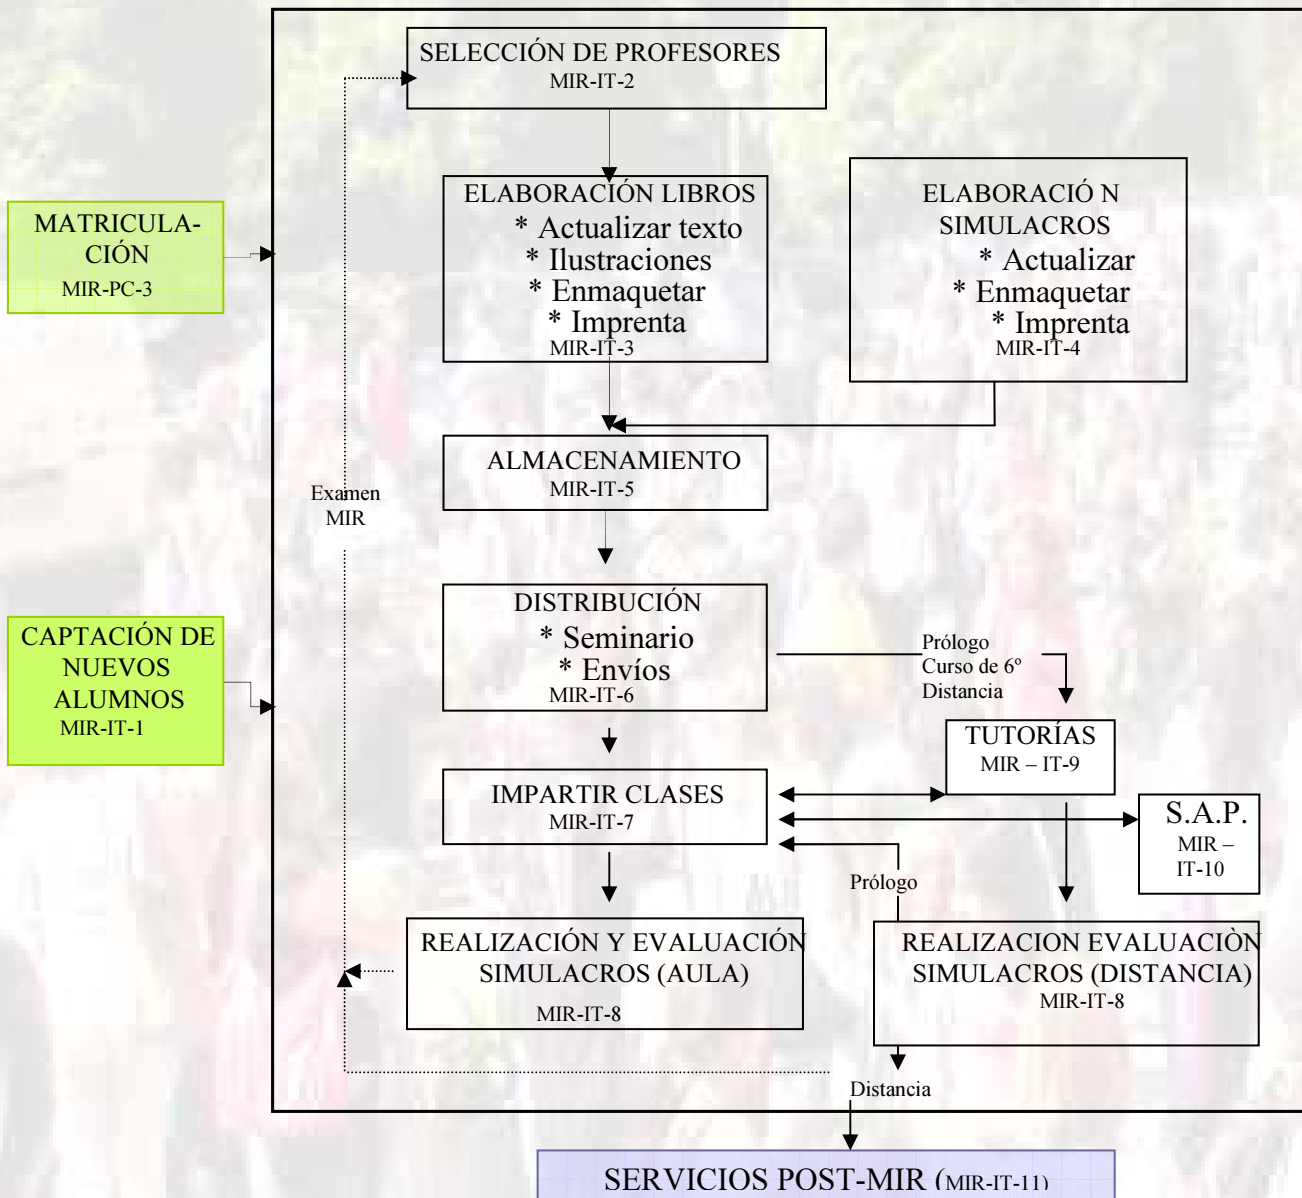 SELECCIÓN DE PROFESORES
MIR-IT-2
ELABORACIÓN LIBROS
* Actualizar texto
* Ilustraciones
* Enmaquetar
* Imprenta
MIR-IT-3
ELABORACIÓ N
SIMULACROS
* Actualizar
* Enmaquetar
* Imprenta
MIR-IT-4
MATRICULA-
CIÓN
MIR-PC-3
ALMACENAMIENTO
MIR-IT-5
Examen
MIR
DISTRIBUCIÓN
* Seminario
* Envíos
MIR-IT-6
Prólogo
Curso de 6º
Distancia
CAPTACIÓN DE
NUEVOS
ALUMNOS
MIR-IT-1
TUTORÍAS
MIR – IT-9
IMPARTIR CLASES
MIR-IT-7
S.A.P.
MIR –
IT-10
Prólogo
REALIZACIÓN Y EVALUACIÓN
SIMULACROS (AULA)
MIR-IT-8
REALIZACION EVALUACIÒN
SIMULACROS (DISTANCIA)
MIR-IT-8
Distancia
SERVICIOS POST-MIR (MIR-IT-11)